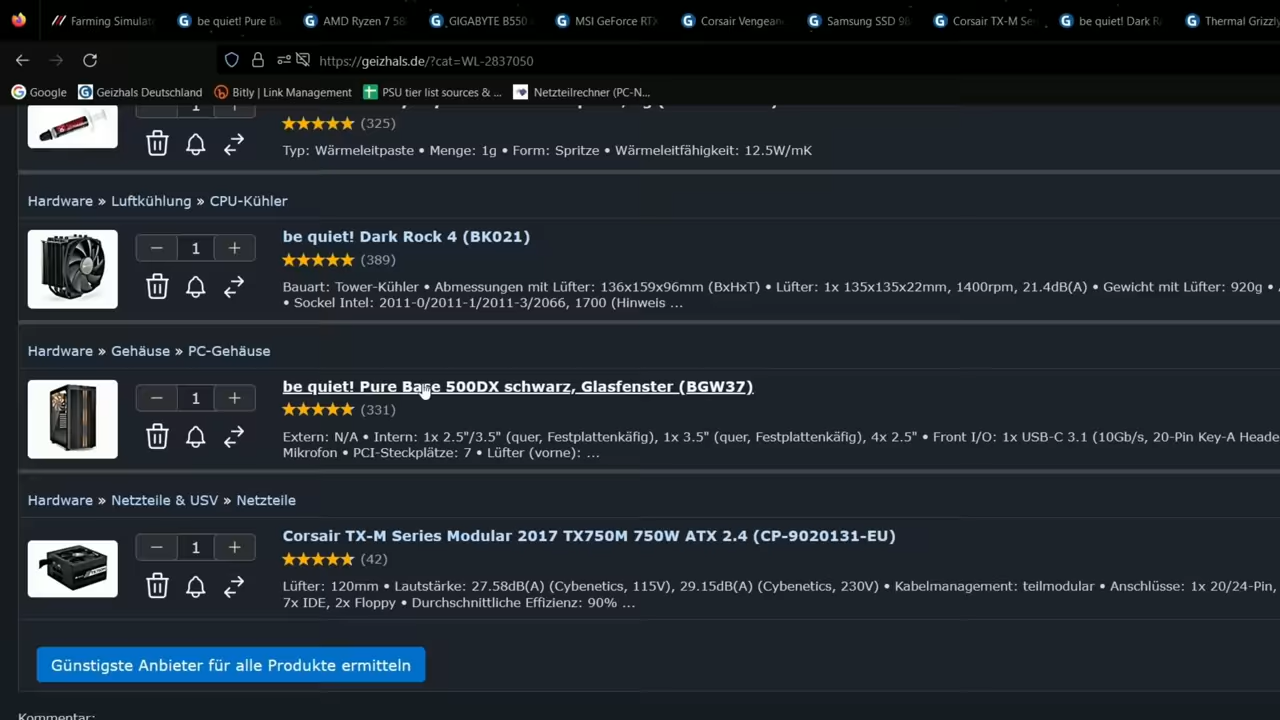 Farming Simulat
be quiet! Pure Ba
AMD Ryzen 7 58
GIGABYTE B550
MSI GeForce RTX
Corsair Vengean
Samsung SSD 98
Corsair TX-M Se
be quiet! Dark R
Thermal Grizzly
https://geizhals.de/?cat=WL-2837050
Google
Geizhals Deutschland
Bitly | Link Management
PSU tier list sources & ...
Netzteilrechner (PC-N...
1
(325)
Typ: Wärmeleitpaste • Menge: 1g • Form: Spritze • Wärmeleitfähigkeit: 12.5W/mK
Hardware » Luftkühlung » CPU-Kühler
1
be quiet! Dark Rock 4 (BK021)
(389)
Bauart: Tower-Kühler • Abmessungen mit Lüfter: 136x159x96mm (BxHxT) • Lüfter: 1x 135x135x22mm, 1400rpm, 21.4dB(A) • Gewicht mit Lüfter: 920g •
• Sockel Intel: 2011-0/2011-1/2011-3/2066, 1700 (Hinweis ...
Hardware » Gehäuse » PC-Gehäuse
1
be quiet! Pure Base 500DX schwarz, Glasfenster (BGW37)
(331)
Extern: N/A • Intern: 1x 2.5"/3.5" (quer, Festplattenkäfig), 1x 3.5" (quer, Festplattenkäfig), 4x 2.5" • Front I/O: 1x USB-C 3.1 (10Gb/s, 20-Pin Key-A Heade
Mikrofon • PCI-Steckplätze: 7 • Lüfter (vorne): ...
Hardware » Netzteile & USV » Netzteile
1
Corsair TX-M Series Modular 2017 TX750M 750W ATX 2.4 (CP-9020131-EU)
(42)
Lüfter: 120mm • Lautstärke: 27.58dB(A) (Cybenetics, 115V), 29.15dB(A) (Cybenetics, 230V) • Kabelmanagement: teilmodular • Anschlüsse: 1x 20/24-Pin,
7x IDE, 2x Floppy • Durchschnittliche Effizienz: 90% ...
Günstigste Anbieter für alle Produkte ermitteln
Kommentar: